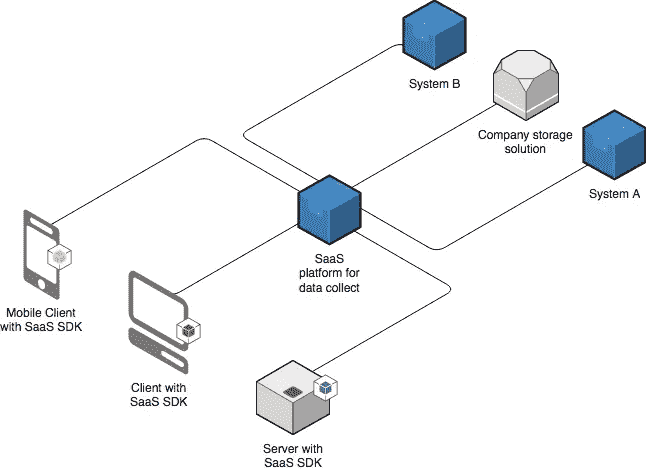 System B
Company storage
solution
System A
SaaS
platform for
data collect
Mobile Client
with SaaS SDK
Client with
SaaS SDK
Server with
SaaS SDK